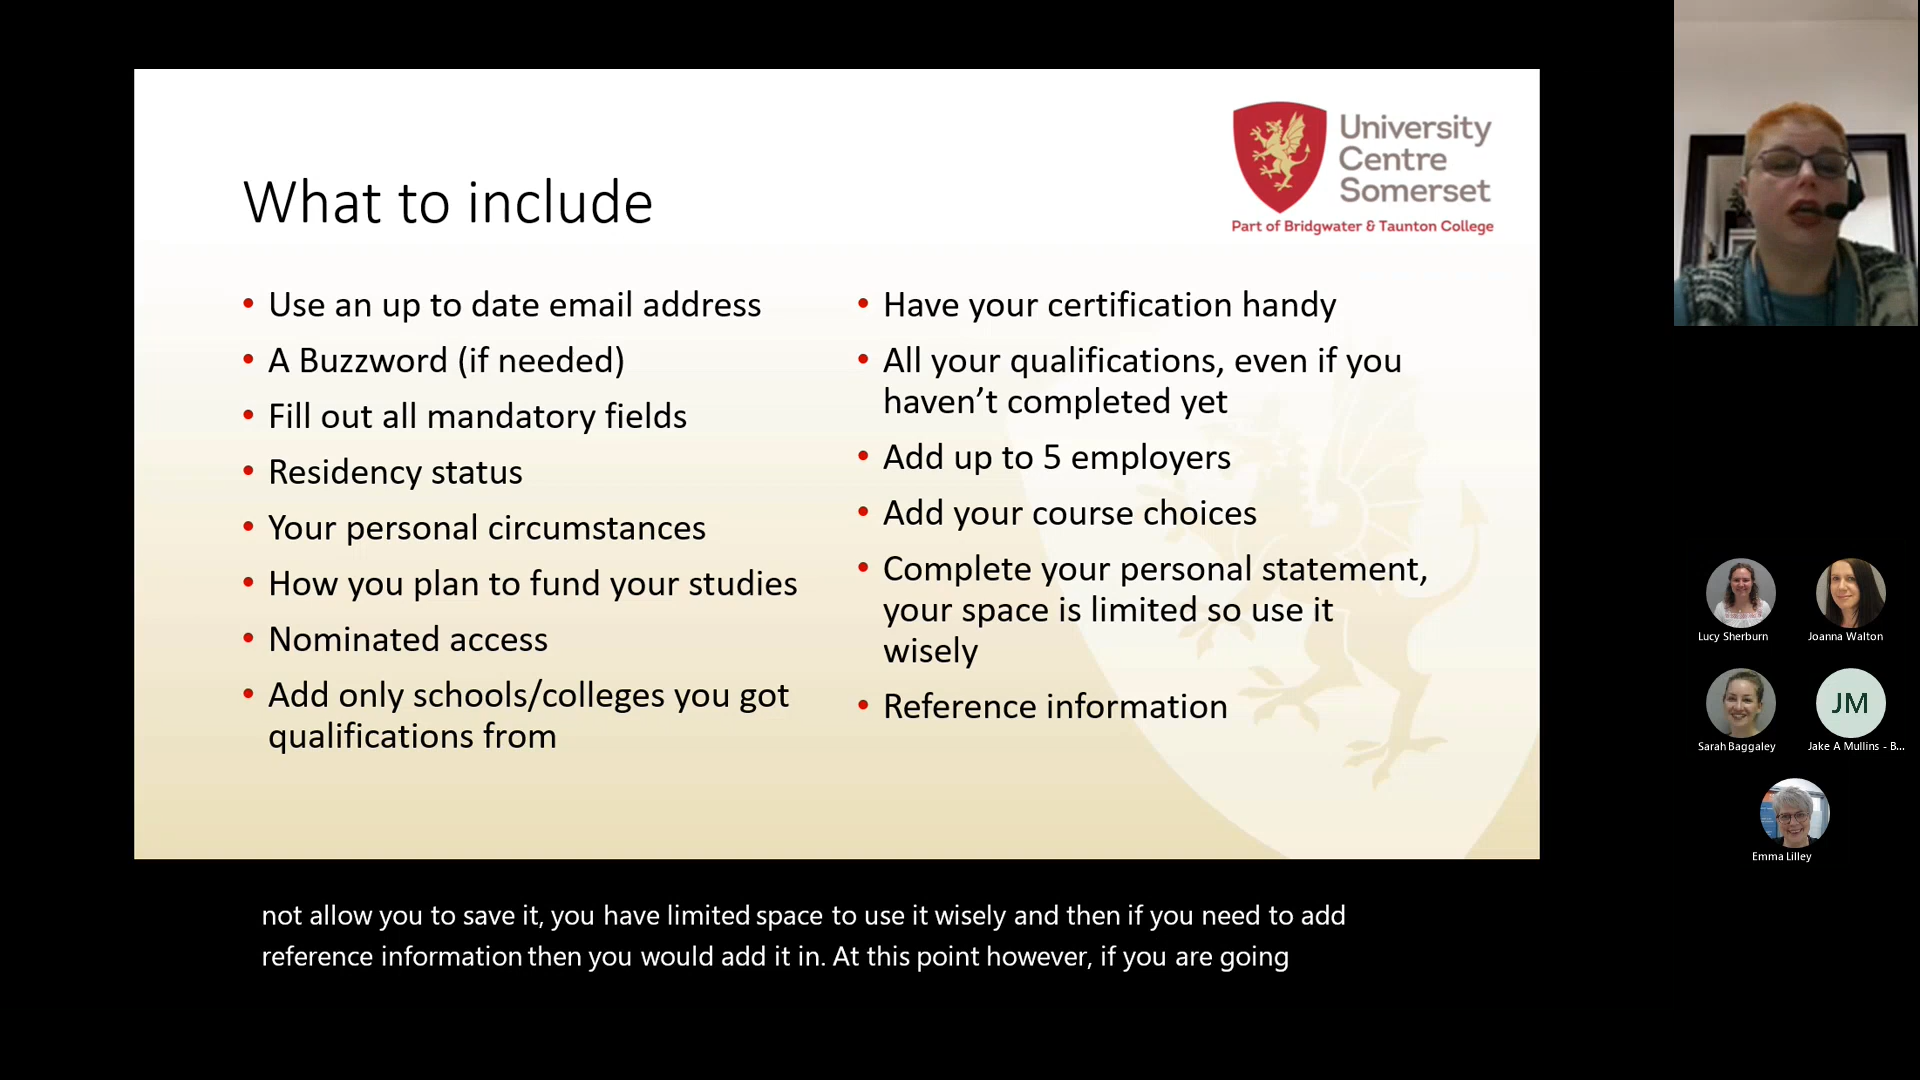 University
Centre
Somerset
Part of Bridgwater & Taunton College
What to include
• Use an up to date email address
• A Buzzword (if needed)
• Fill out all mandatory fields
• Residency status
• Your personal circumstances
• How you plan to fund your studies
• Nominated access
• Add only schools/colleges you got
qualifications from
• Have your certification handy
• All your qualifications, even if you
haven’t completed yet
• Add up to 5 employers
• Add your course choices
• Complete your personal statement,
your space is limited so use it
wisely
• Reference information
Lucy Sherburn
Joanna Walton
JM
Sarah Baggaley
Jake A Mullins - B...
Emma Lilley
not allow you to save it, you have limited space to use it wisely and then if you need to add
reference information then you would add it in. At this point however, if you are going